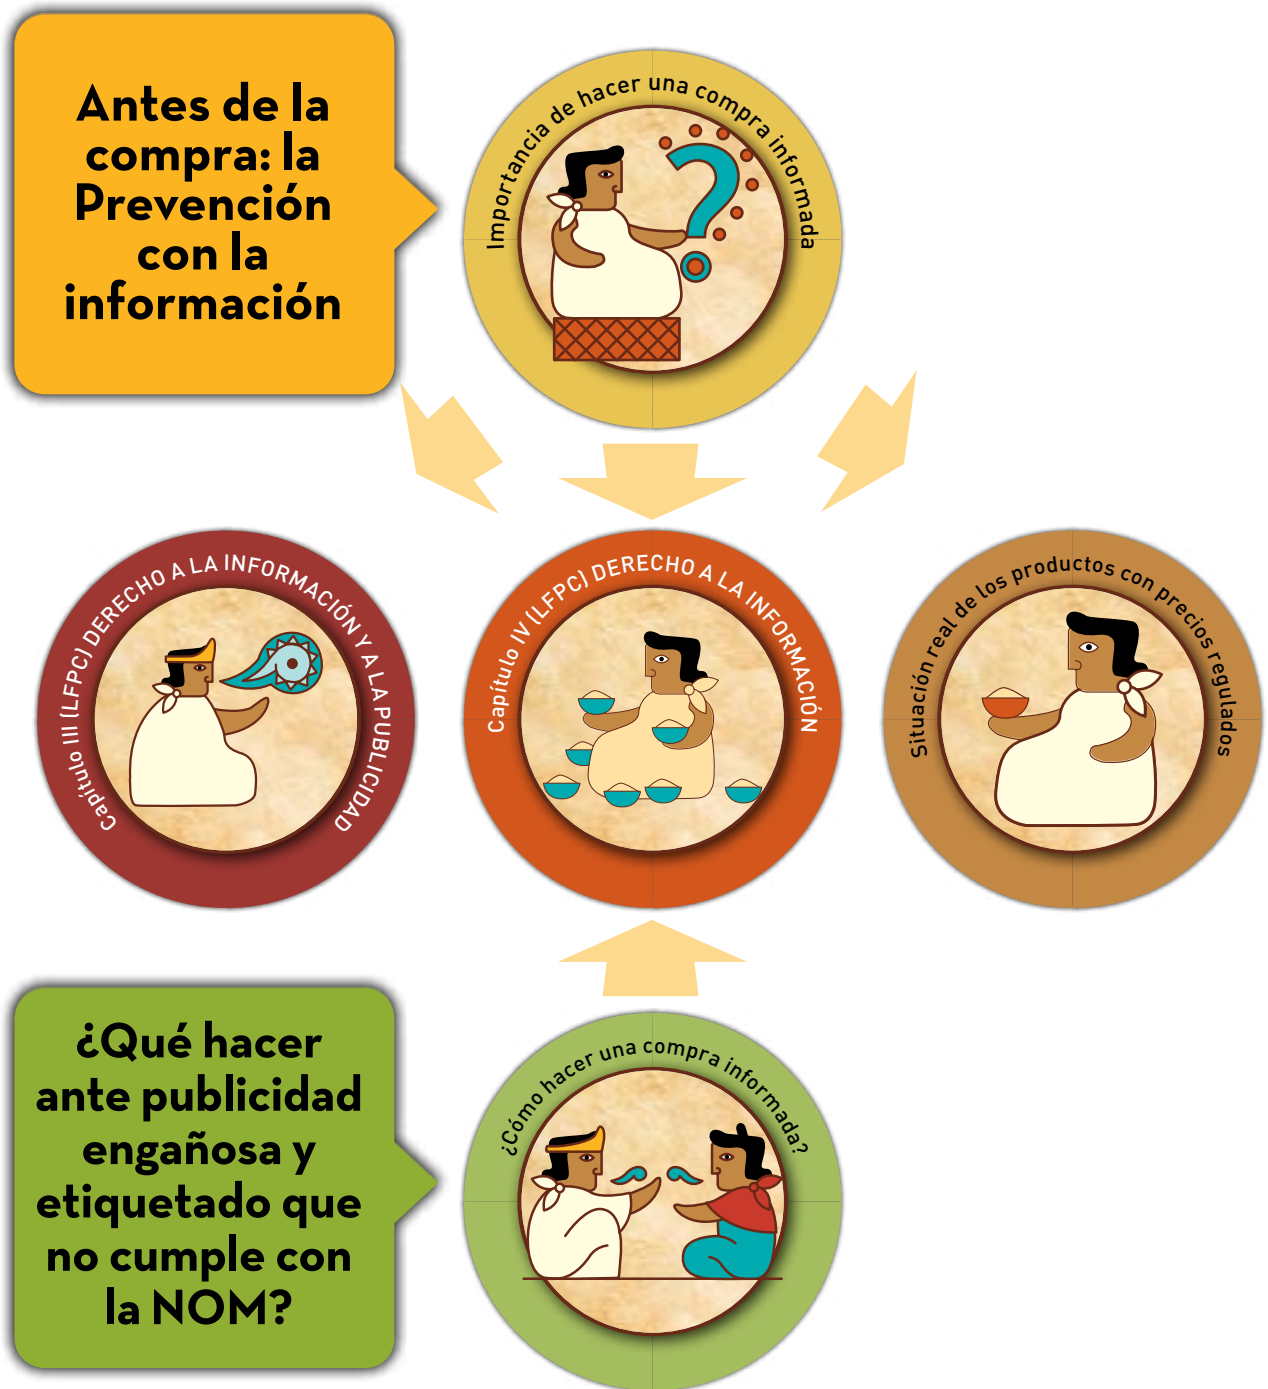 Antes de la
compra: la
Prevención
con la
información
Importancia de hacer una compra informada
Capítulo III (LFPC) DERECHO A LA INFORMACIÓN Y A LA PUBLICIDAD
Capítulo IV (LFPC) DERECHO A LA INFORMACIÓN
Situación real de los productos con precios regulados
¿Qué hacer
ante publicidad
engañosa y
etiquetado que
no cumple con
la NOM?
¿Cómo hacer una compra informada?